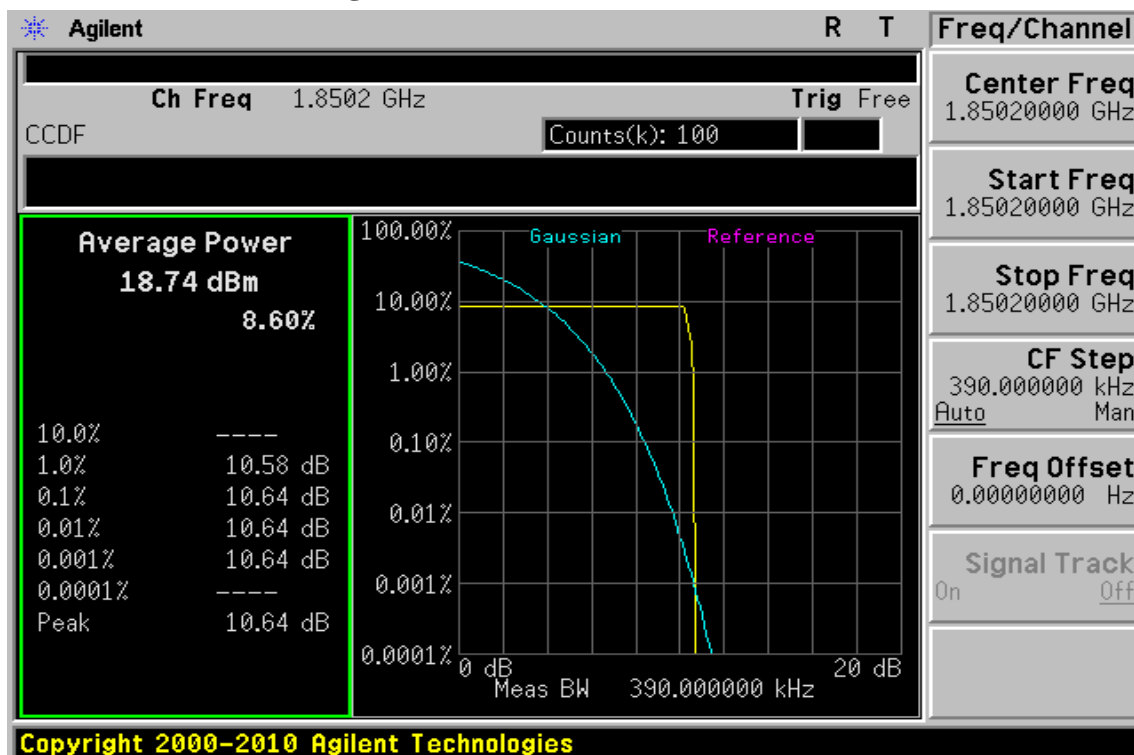 Agilent R T
Ch Freq 1.8502 GHz Trig Free
CCDF Counts(k): 100
Average Power
18.74 dBm
8.60%
10.0% ----
1.0% 10.58 dB
0.1% 10.64 dB
0.01% 10.64 dB
0.001% 10.64 dB
0.0001% ----
Peak 10.64 dB
100.00%
Gaussian Reference
10.00%
1.00%
0.10%
0.01%
0.001%
0.0001%
0 dB 20 dB
Meas BW 390.000000 kHz
Freq/Channel
Center Freq
1.85020000 GHz
Start Freq
1.85020000 GHz
Stop Freq
1.85020000 GHz
CF Step
390.000000 kHz
Auto Man
Freq Offset
0.00000000 Hz
Signal Track
On Off
Copyright 2000-2010 Agilent Technologies